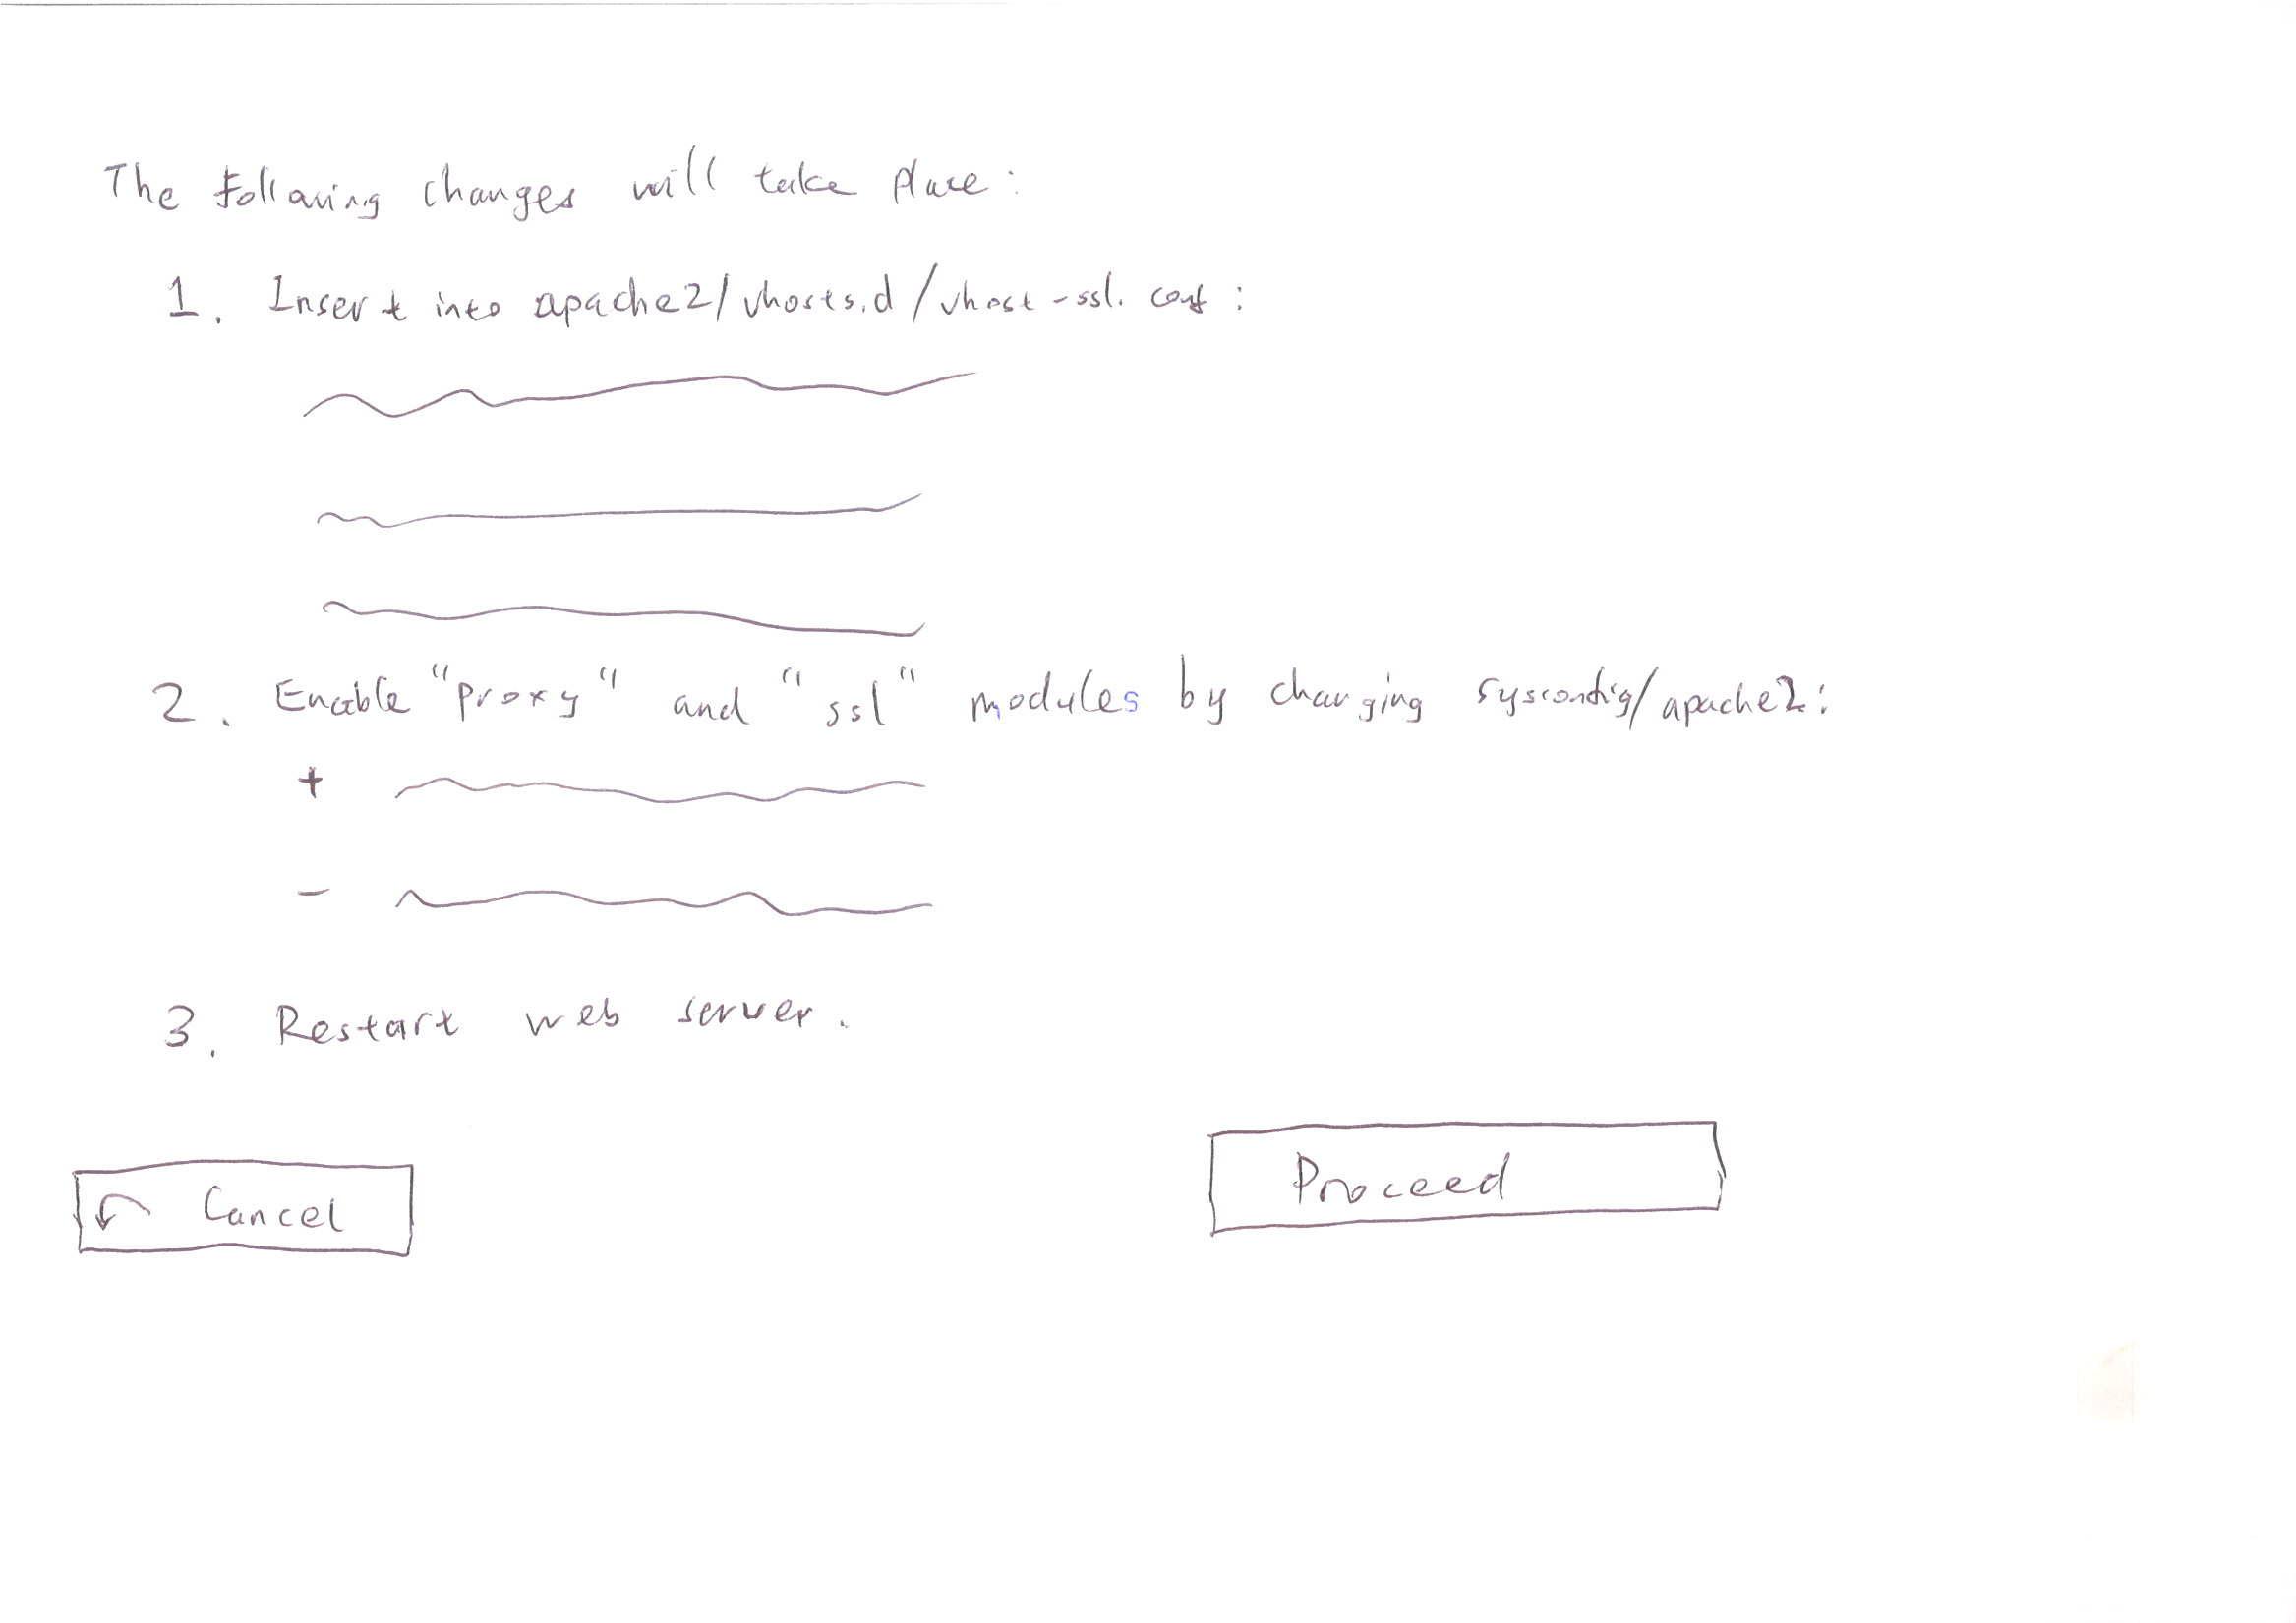 The following changes will take place:
1. Insert into apache2/vhosts.d/vhost-ssl.conf:
2. Enable "proxy" and "ssl" modules by changing sysconfig/apache2:
+
-
3. Restart web server.
Proceed
Cancel